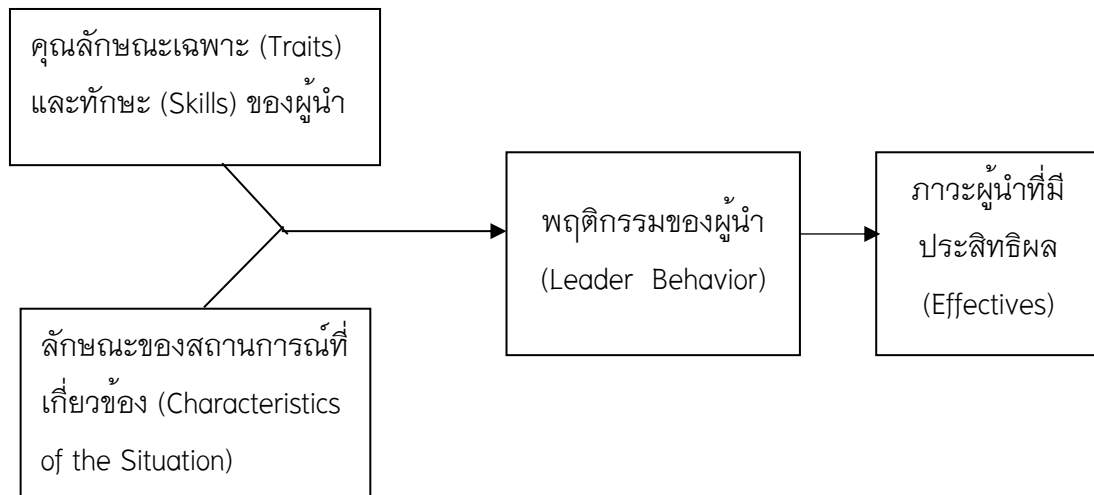 คุณลักษณะเฉพาะ (Traits)
และทักษะ (Skills) ของผู้นำ
ลักษณะของสถานการณ์ที่
เกี่ยวข้อง (Characteristics
of the Situation)
พฤติกรรมของผู้นำ
(Leader Behavior)
ภาวะผู้นำที่มี
ประสิทธิผล
(Effectives)